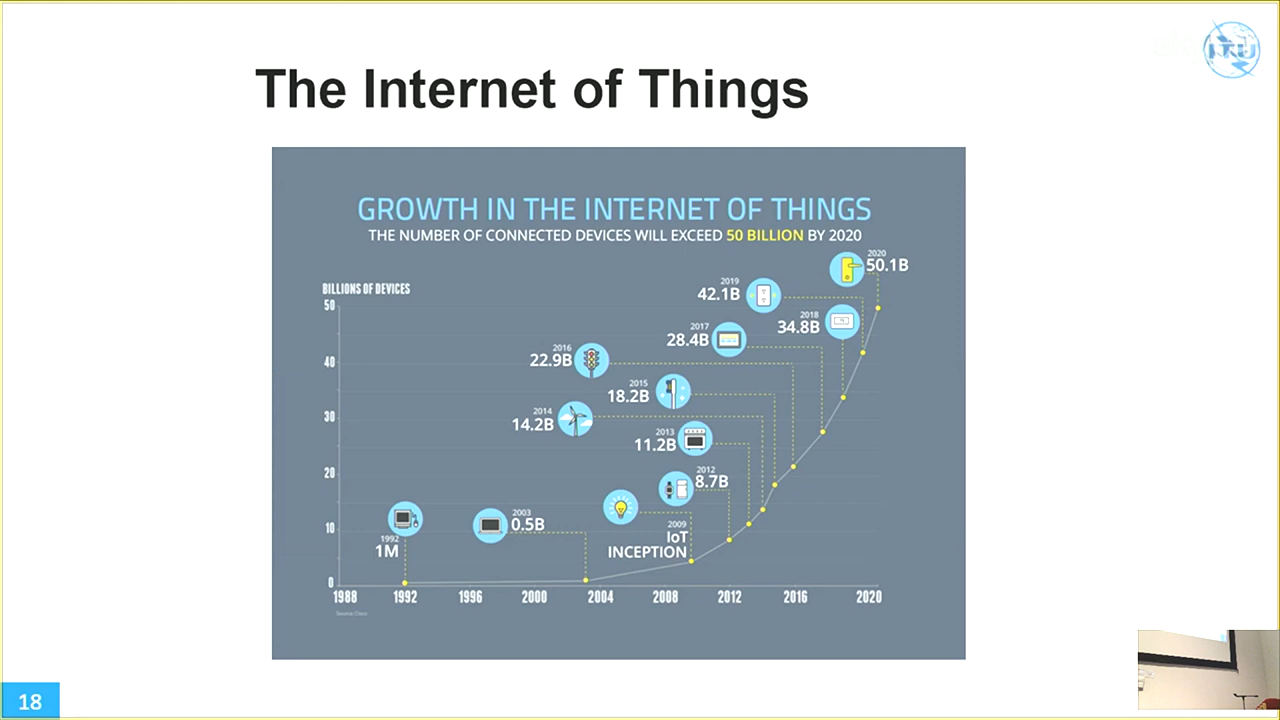 The Internet of Things
ITU
GROWTH IN THE INTERNET OF THINGS
THE NUMBER OF CONNECTED DEVICES WILL EXCEED 50 BILLION BY 2020
BILLIONS OF DEVICES
50
40
30
20
10
0
2020
50.1B
2019
42.1B
2018
34.8B
2017
28.4B
2016
22.9B
2015
18.2B
2014
14.2B
2013
11.2B
2012
8.7B
2009
IoT
INCEPTION
2003
0.5B
1992
1M
1988 1992 1996 2000 2004 2008 2012 2016 2020
Source: Cisco
18